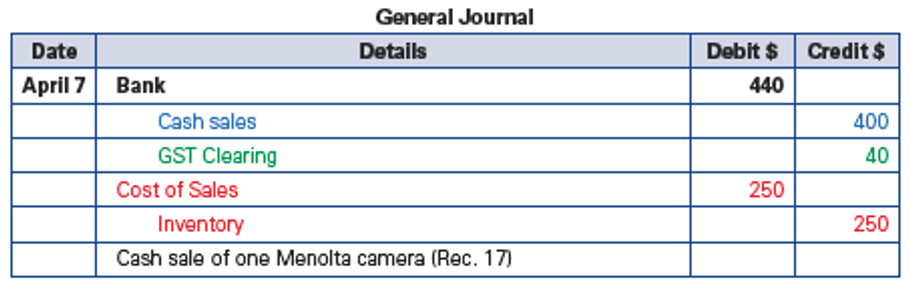 General Journal
Date Details Debit $ Credit $
April 7 Bank 440
Cash sales 400
GST Clearing 40
Cost of Sales 250
Inventory 250
Cash sale of one Menolta camera (Rec. 17)